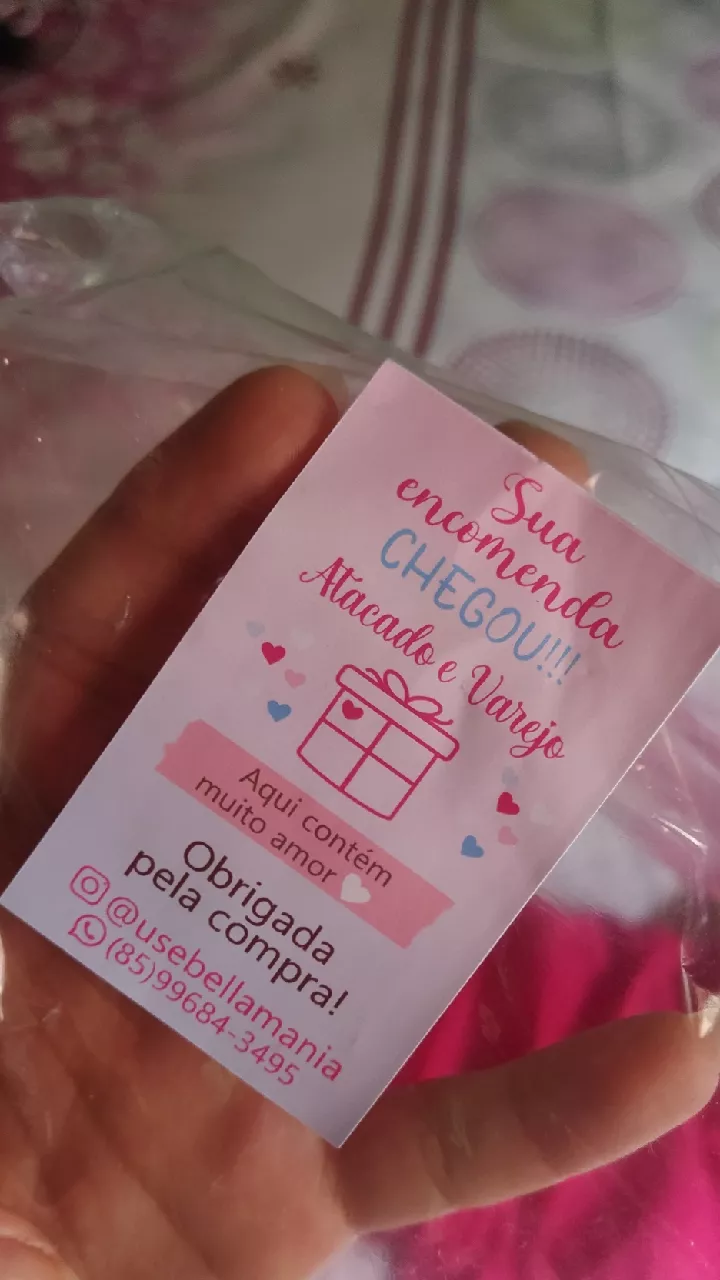 Sua
encomenda
CHEGOU!!!
Atacado e Varejo
Aqui contém
muito amor
Obrigada
pela compra!
@usebellamania
(85)99684-3495